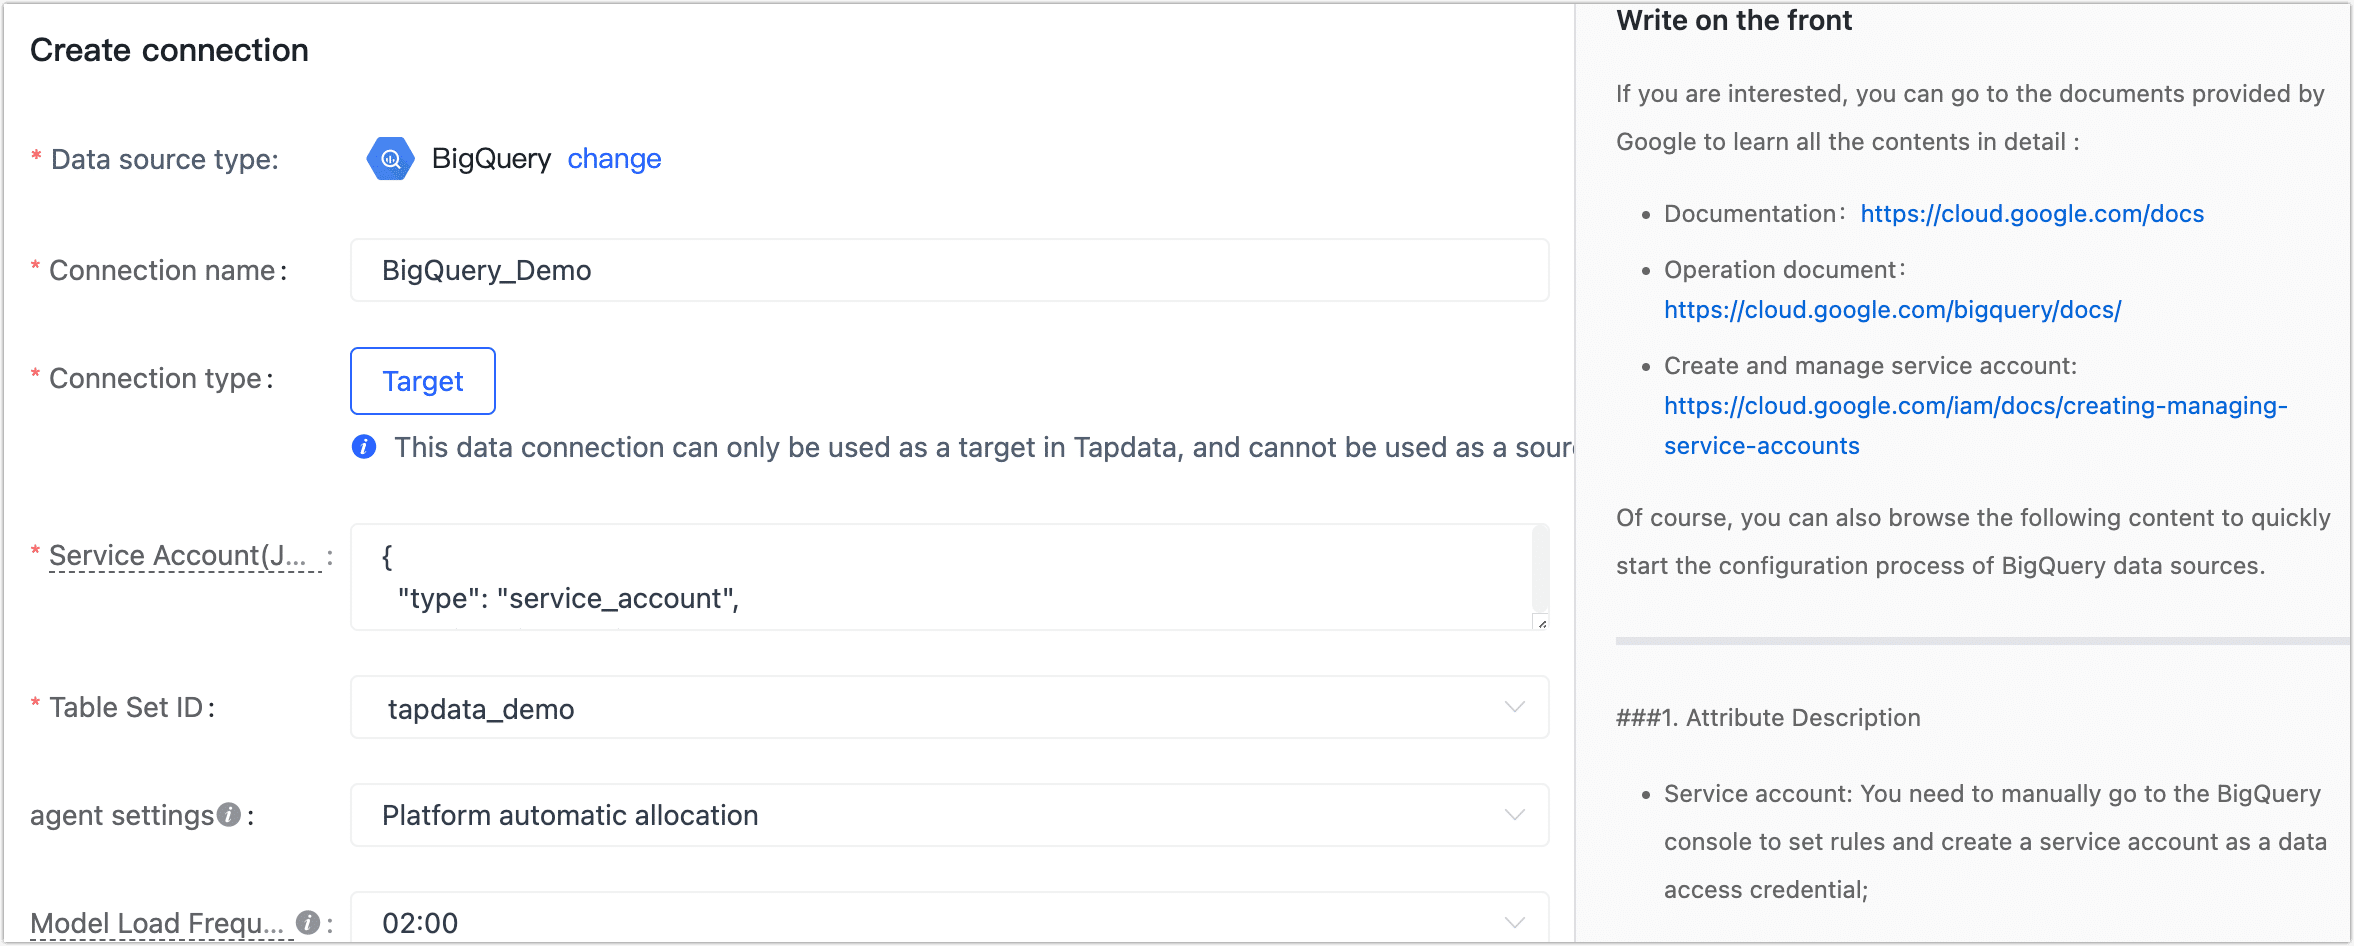 Create connection
* Data source type:
BigQuery change
* Connection name:
BigQuery_Demo
* Connection type:
Target
This data connection can only be used as a target in Tapdata, and cannot be used as a sour
* Service Account(J... :
{
"type": "service_account",
* Table Set ID:
tapdata_demo
agent settings :
Platform automatic allocation
Model Load Frequ... :
02:00
Write on the front
If you are interested, you can go to the documents provided by
Google to learn all the contents in detail :
• Documentation: https://cloud.google.com/docs
• Operation document:
https://cloud.google.com/bigquery/docs/
• Create and manage service account:
https://cloud.google.com/iam/docs/creating-managing-
service-accounts
Of course, you can also browse the following content to quickly
start the configuration process of BigQuery data sources.
###1. Attribute Description
• Service account: You need to manually go to the BigQuery
console to set rules and create a service account as a data
access credential;